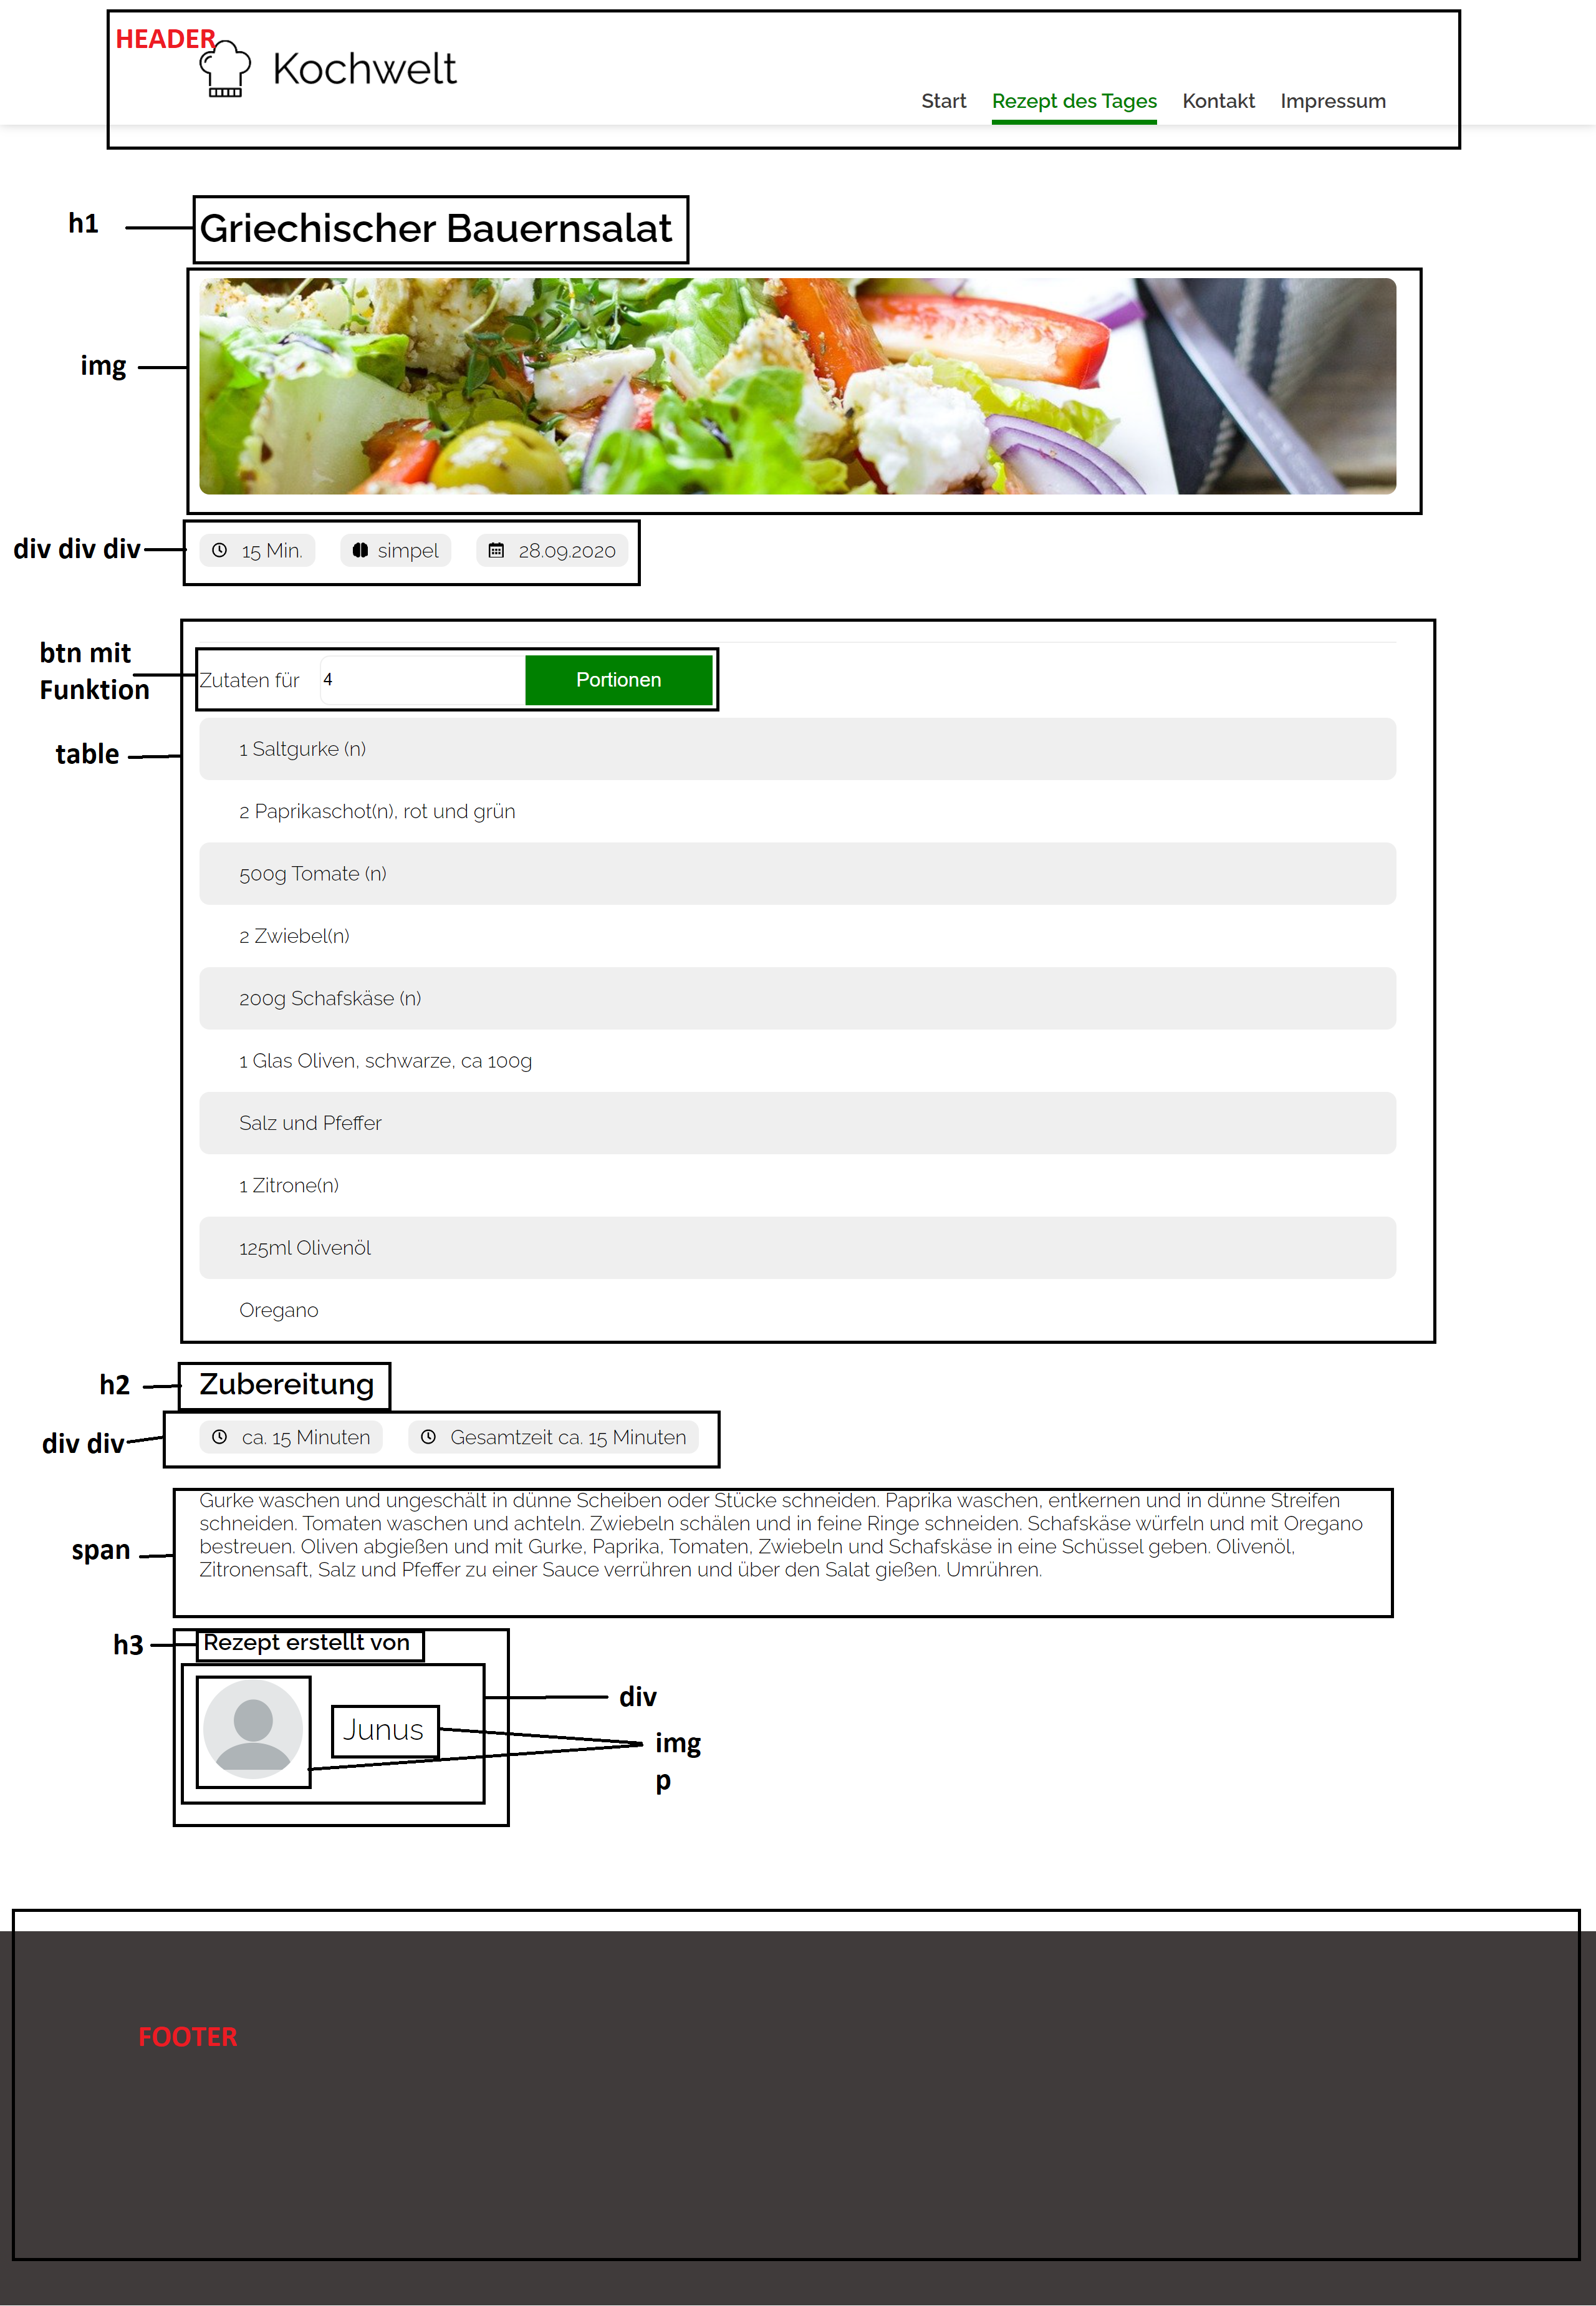 HEADER
Kochwelt
Start Rezept des Tages Kontakt Impressum
h1
Griechischer Bauernsalat
img
div div div
15 Min. simpel 28.09.2020
btn mit
Funktion
Zutaten für 4 Portionen
table
1 Saltgurke (n)
2 Paprikaschot(n), rot und grün
500g Tomate (n)
2 Zwiebel(n)
200g Schafskäse (n)
1 Glas Oliven, schwarze, ca 100g
Salz und Pfeffer
1 Zitrone(n)
125ml Olivenöl
Oregano
h2
Zubereitung
div div
ca. 15 Minuten Gesamtzeit ca. 15 Minuten
span
Gurke waschen und ungeschält in dünne Scheiben oder Stücke schneiden. Paprika waschen, entkernen und in dünne Streifen
schneiden. Tomaten waschen und achteln. Zwiebeln schälen und in feine Ringe schneiden. Schafskäse würfeln und mit Oregano
bestreuen. Oliven abgießen und mit Gurke, Paprika, Tomaten, Zwiebeln und Schafskäse in eine Schüssel geben. Olivenöl,
Zitronensaft, Salz und Pfeffer zu einer Sauce verrühren und über den Salat gießen. Umrühren.
h3
Rezept erstellt von
div
Junus
img
p
FOOTER